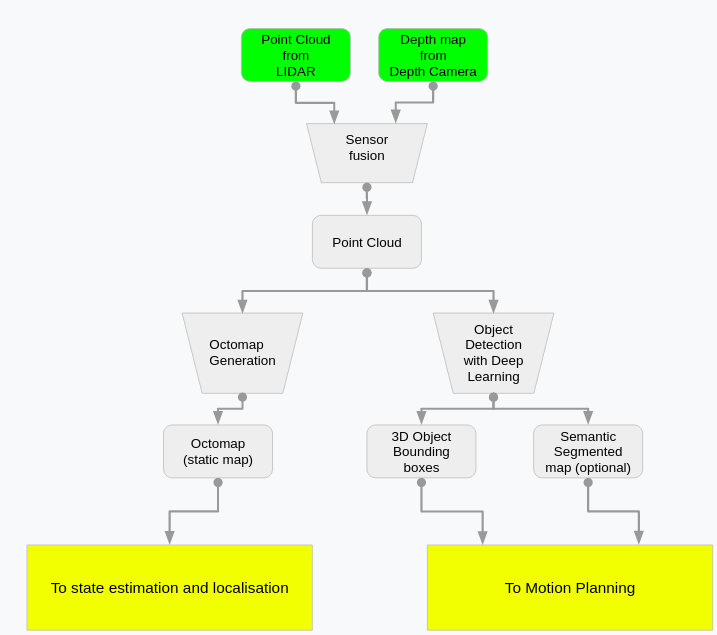 Point Cloud
from
LIDAR
Depth map
from
Depth Camera
Sensor
fusion
Point Cloud
Octomap
Generation
Object
Detection
with Deep
Learning
Octomap
(static map)
3D Object
Bounding
boxes
Semantic
Segmented
map (optional)
To state estimation and localisation
To Motion Planning